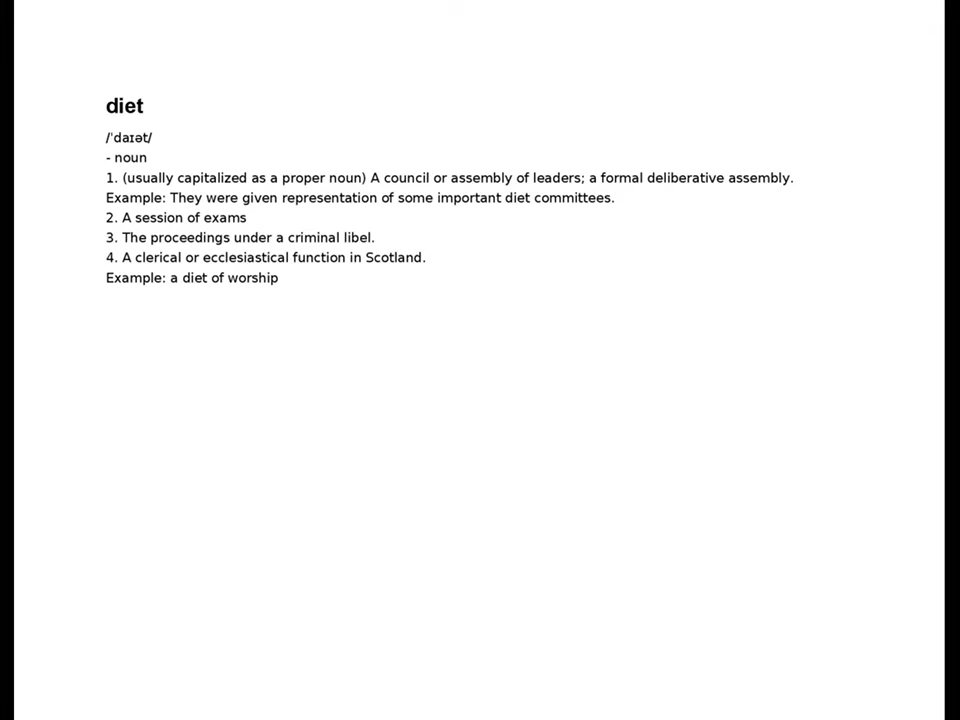 diet
/ˈdaɪət/
- noun
1. (usually capitalized as a proper noun) A council or assembly of leaders; a formal deliberative assembly.
Example: They were given representation of some important diet committees.
2. A session of exams
3. The proceedings under a criminal libel.
4. A clerical or ecclesiastical function in Scotland.
Example: a diet of worship